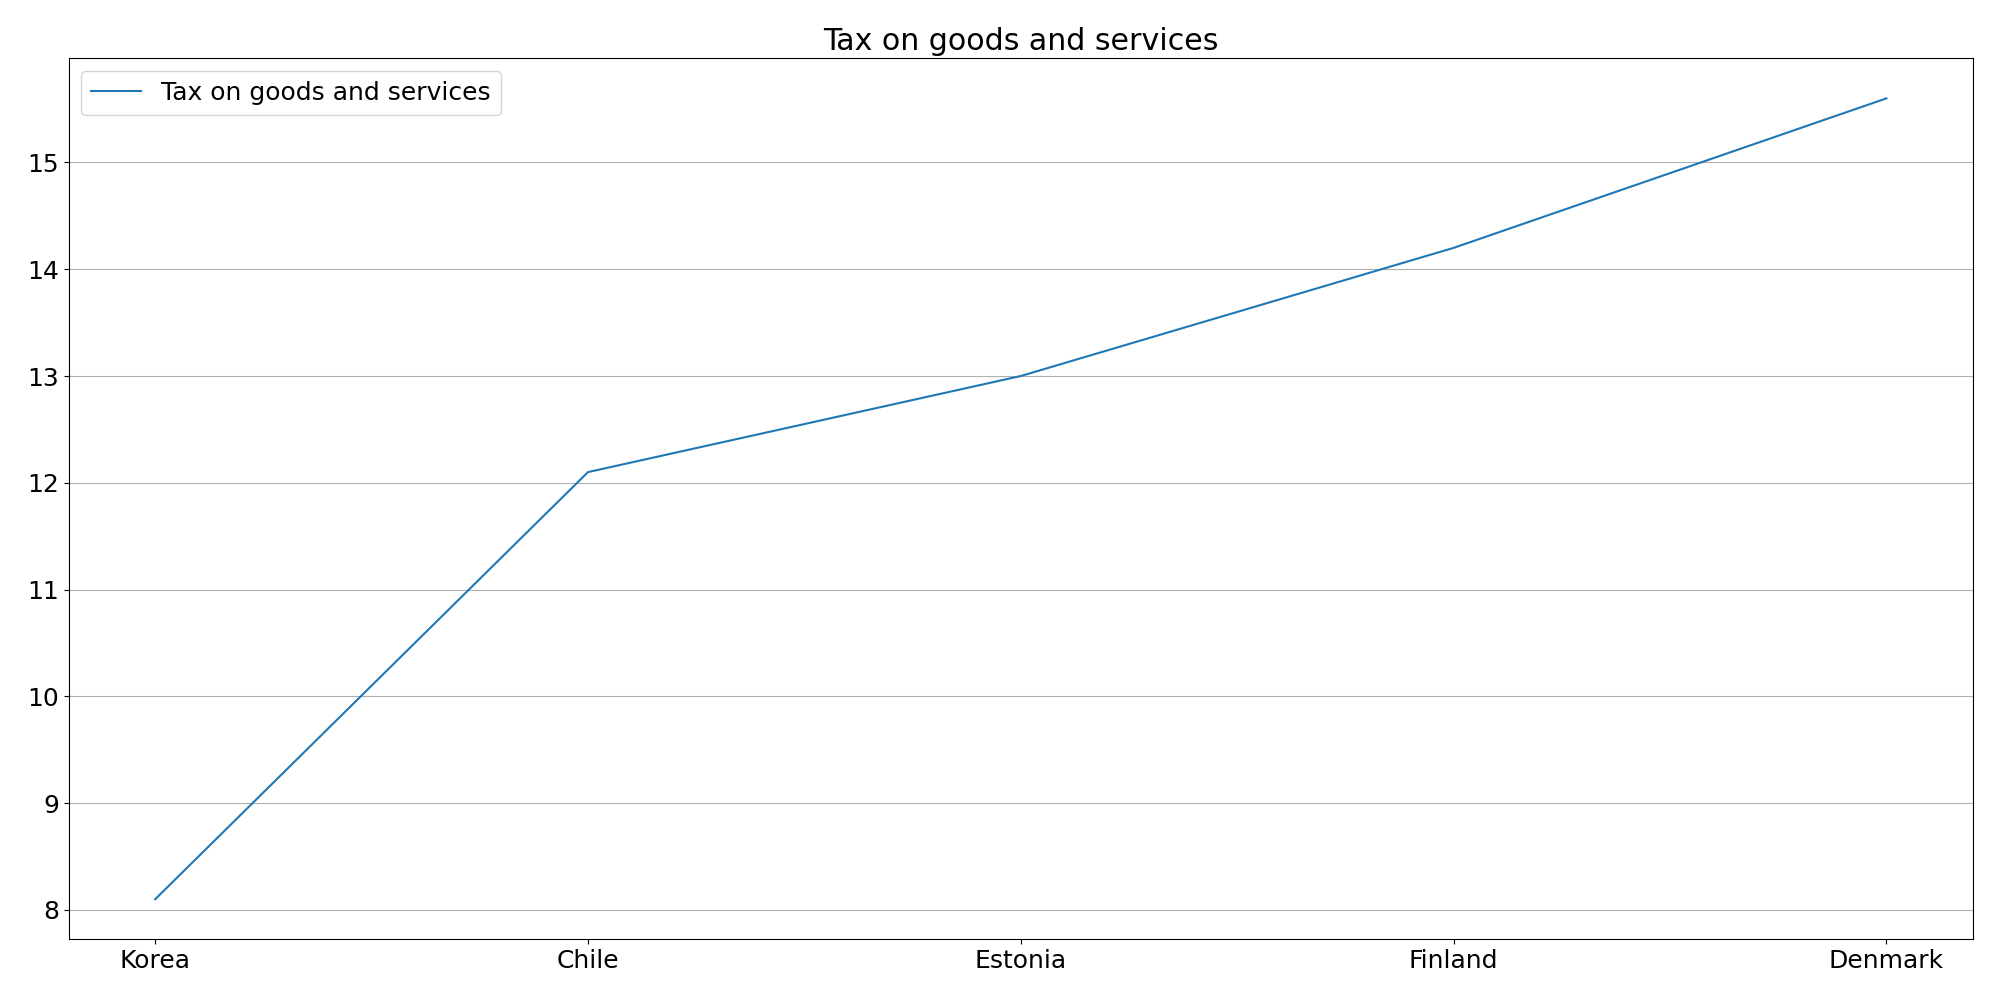 Tax on goods and services
Tax on goods and services
15
14
13
12
11
10
9
8
Korea Chile Estonia Finland Denmark